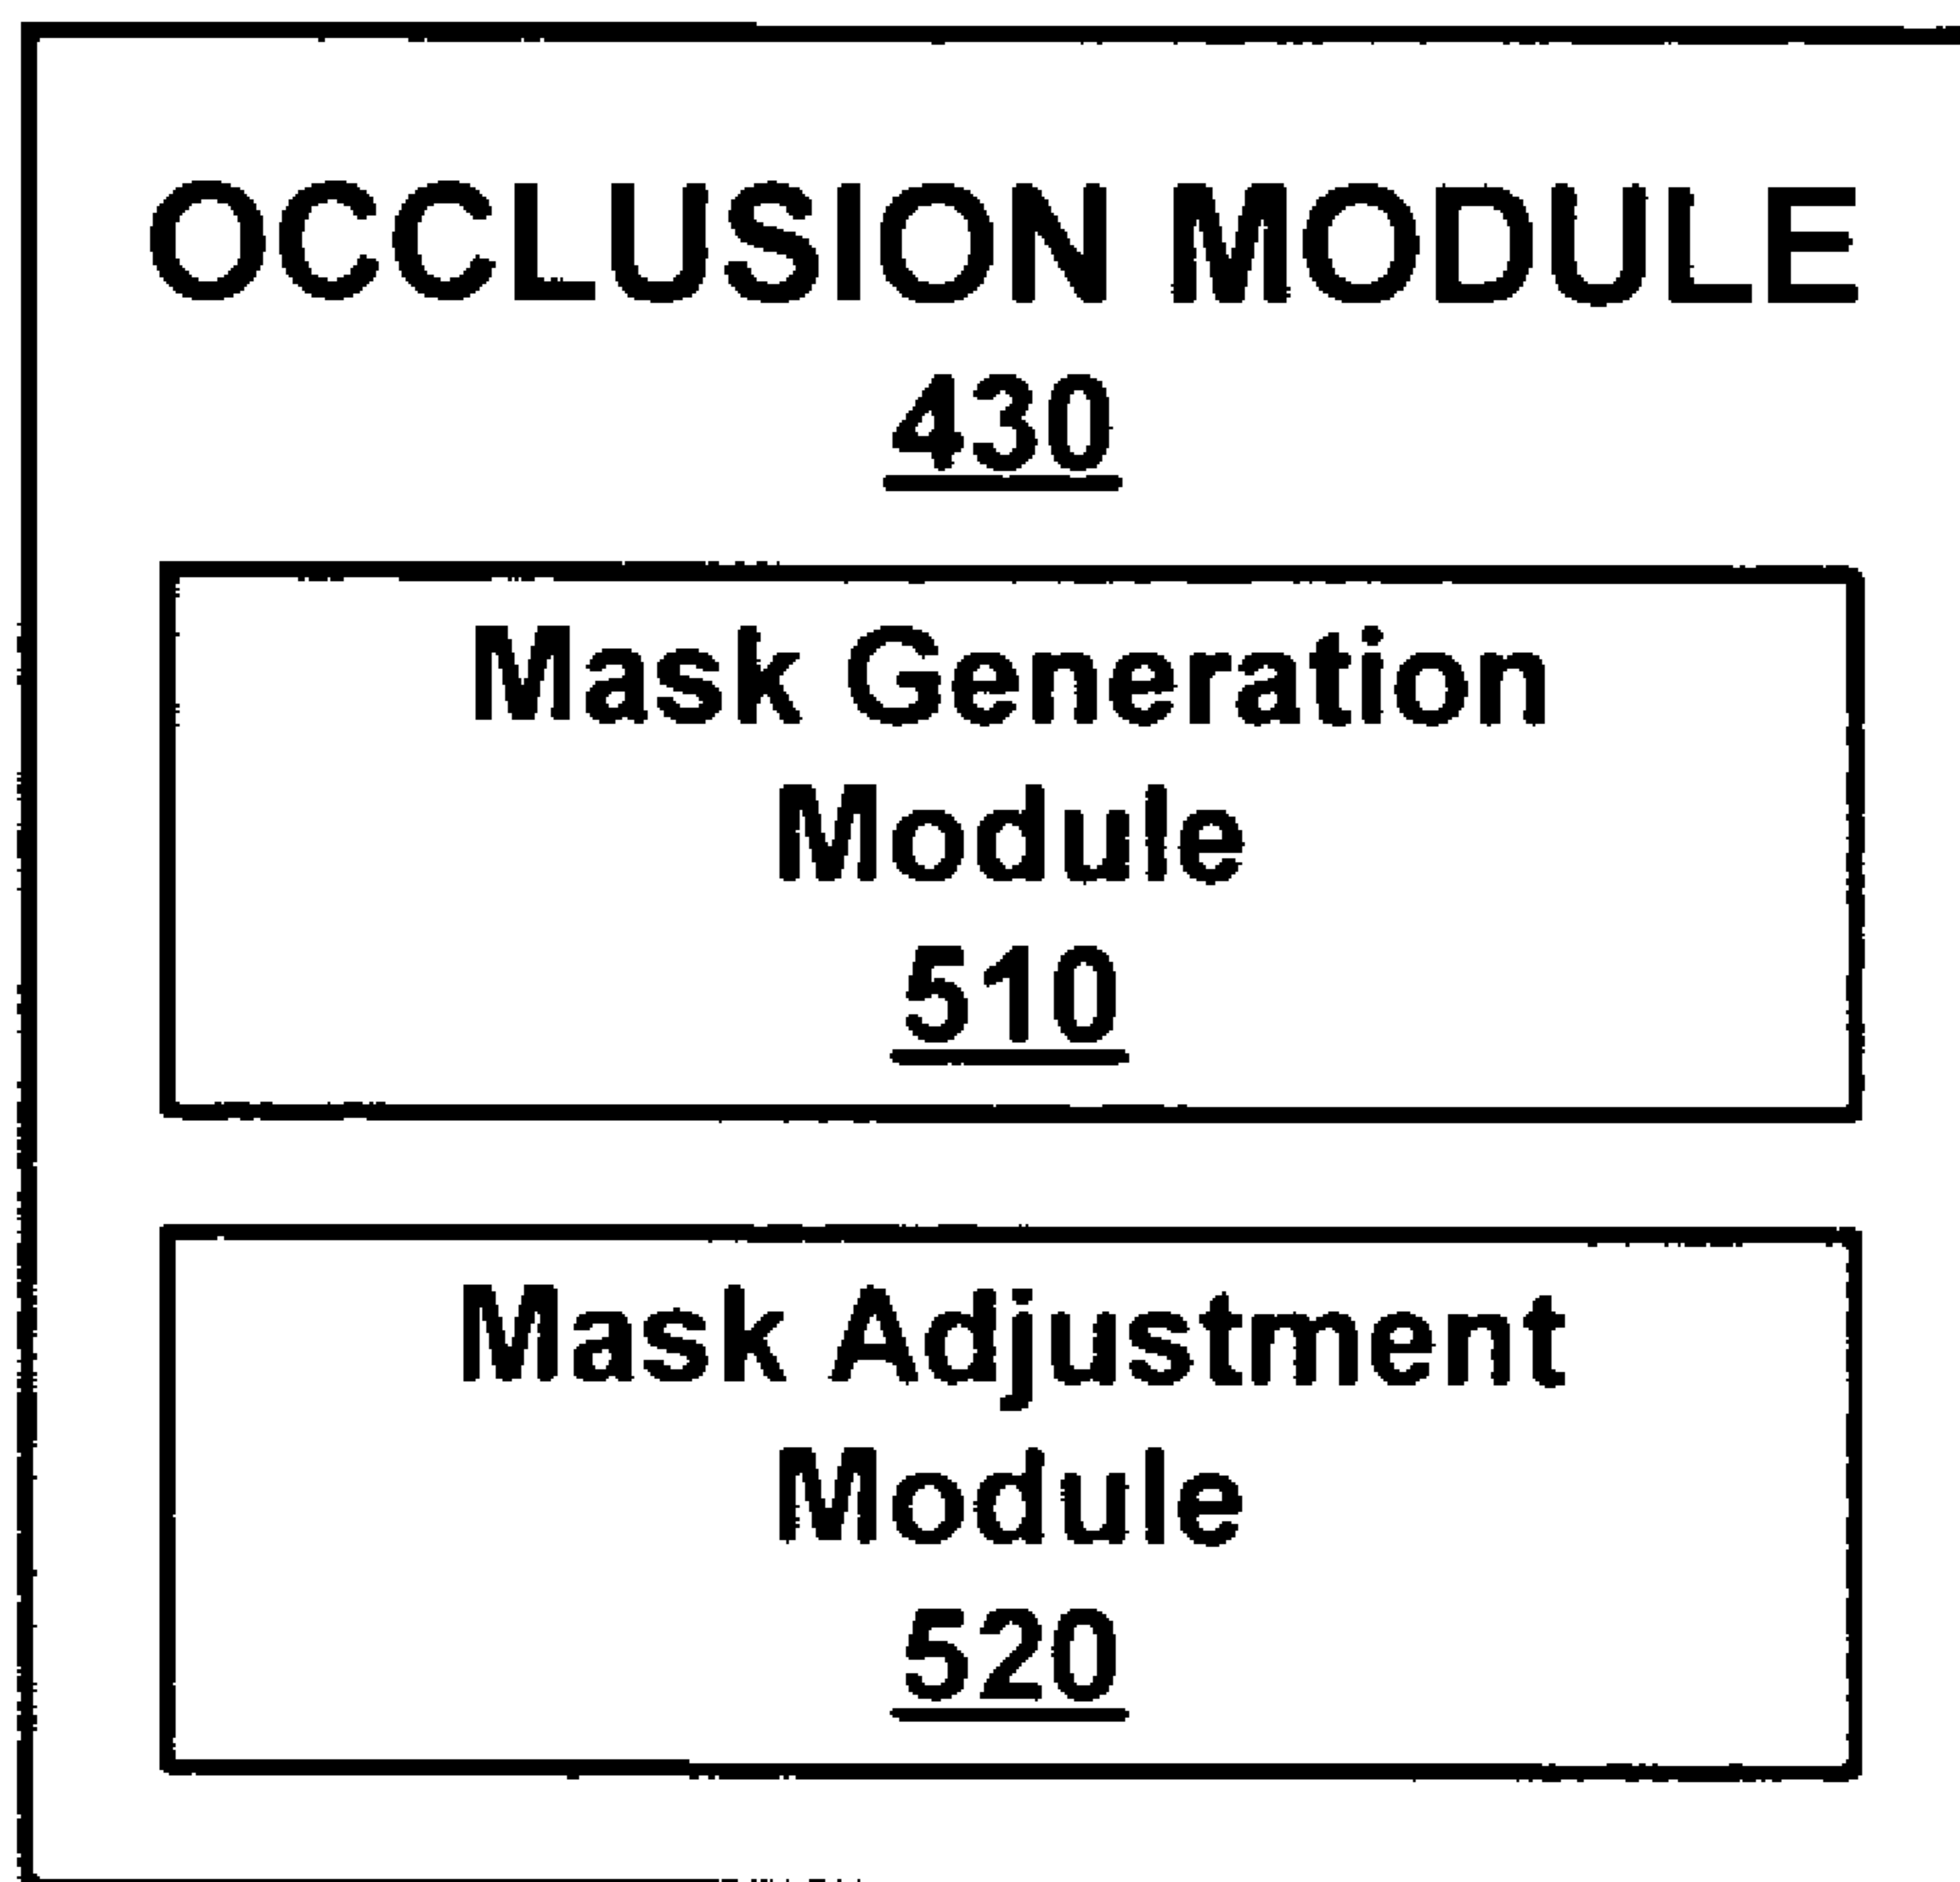 OCCLUSION MODULE
430
Mask Generation
Module
510
Mask Adjustment
Module
520